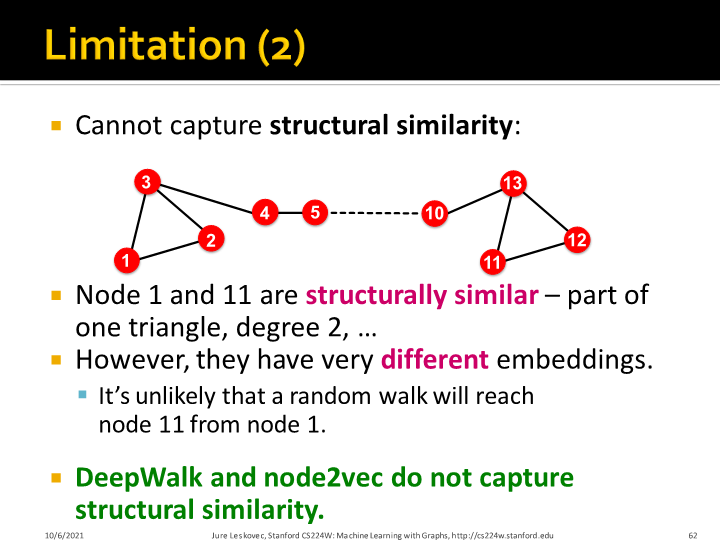 Limitation (2)
Cannot capture structural similarity:
3
13
4
5
10
2
12
1
11
Node 1 and 11 are structurally similar – part of
one triangle, degree 2, …
However, they have very different embeddings.
It’s unlikely that a random walk will reach
node 11 from node 1.
DeepWalk and node2vec do not capture
structural similarity.
10/6/2021
Jure Leskovec, Stanford CS224W: Machine Learning with Graphs, http://cs224w.stanford.edu
62